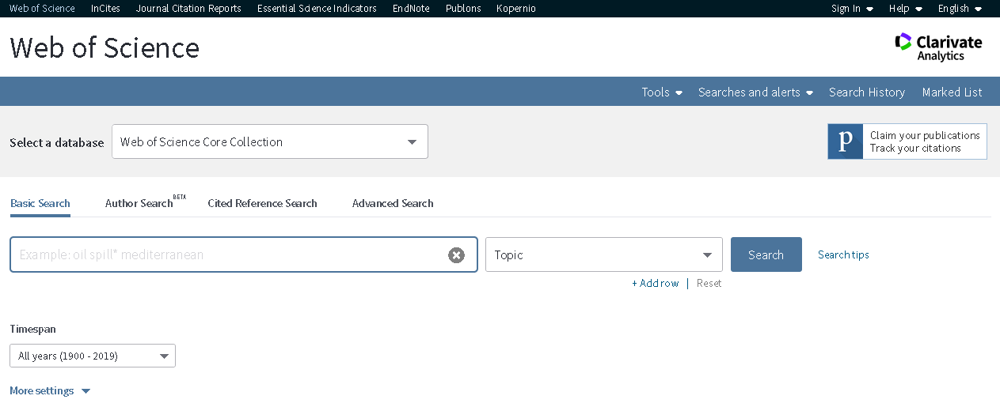 Web of Science InCites Journal Citation Reports Essential Science Indicators EndNote Publons Kopernio Sign In Help English
Web of Science
Clarivate
Analytics
Tools Searches and alerts Search History Marked List
Select a database Web of Science Core Collection
p Claim your publications
Track your citations
Basic Search Author Search BETA Cited Reference Search Advanced Search
Example: oil spill* mediterranean Topic Search Search tips
+ Add row | Reset
Timespan
All years (1900 - 2019)
More settings